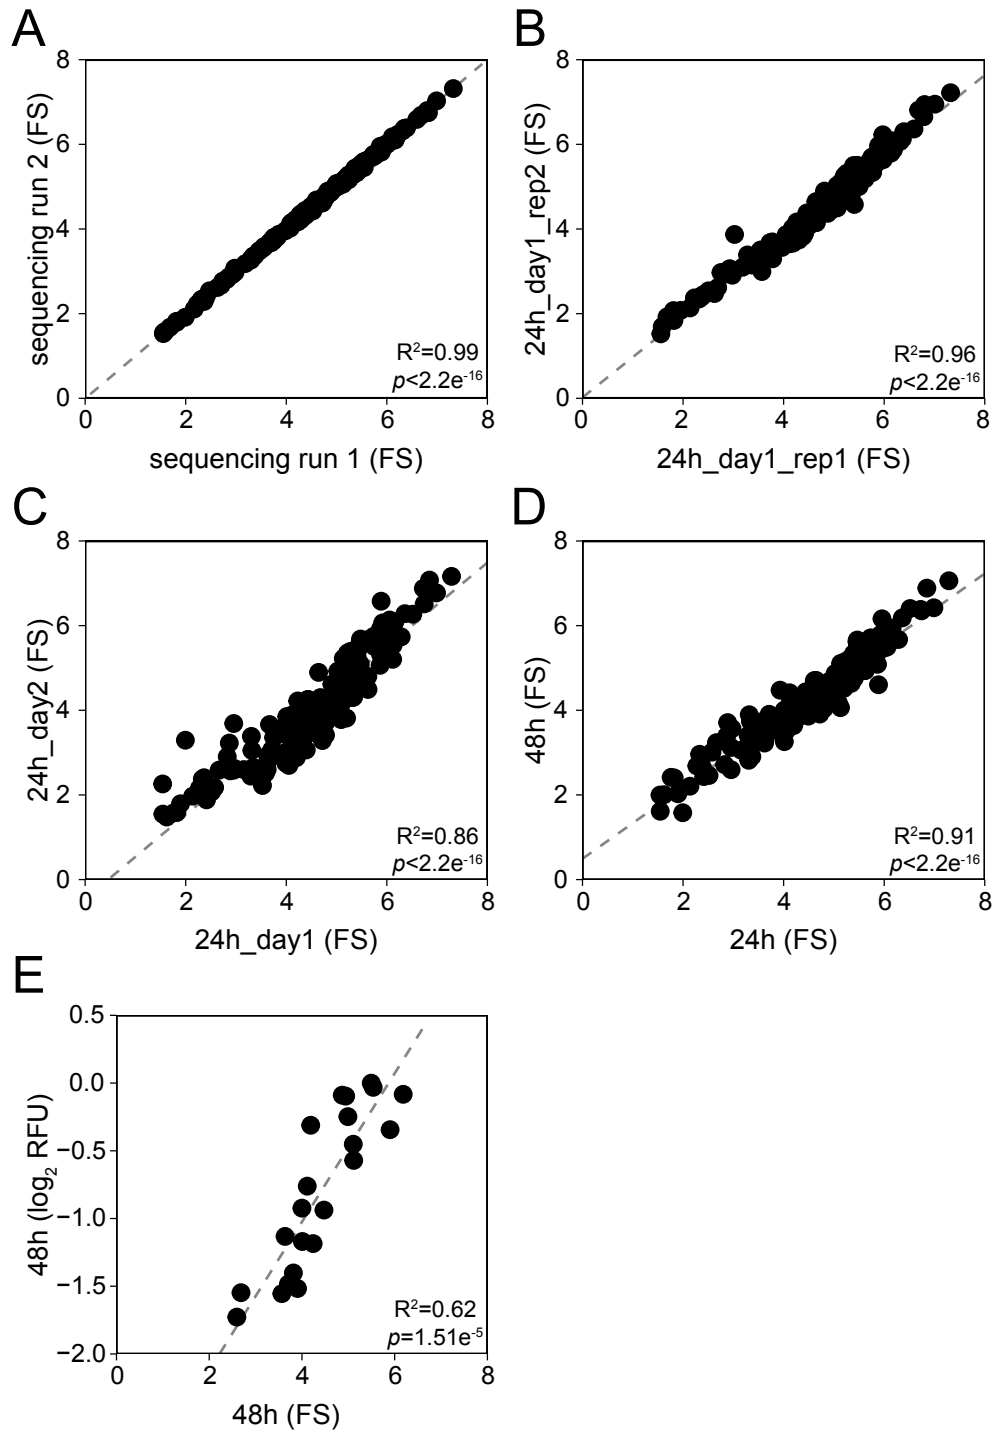 A
8
6
4
2
0
0
2
4
6
8
sequencing run 2 (FS)
sequencing run 1 (FS)
R²=0.99
p<2.2e⁻¹⁶
B
8
6
4
2
0
0
2
4
6
8
24h_day1_rep2 (FS)
24h_day1_rep1 (FS)
R²=0.96
p<2.2e⁻¹⁶
C
8
6
4
2
0
0
2
4
6
8
24h_day2 (FS)
24h_day1 (FS)
R²=0.86
p<2.2e⁻¹⁶
D
8
6
4
2
0
0
2
4
6
8
48h (FS)
24h (FS)
R²=0.91
p<2.2e⁻¹⁶
E
0.5
0.0
−0.5
−1.0
−1.5
−2.0
0
2
4
6
8
48h (log₂ RFU)
48h (FS)
R²=0.62
p=1.51e⁻⁵